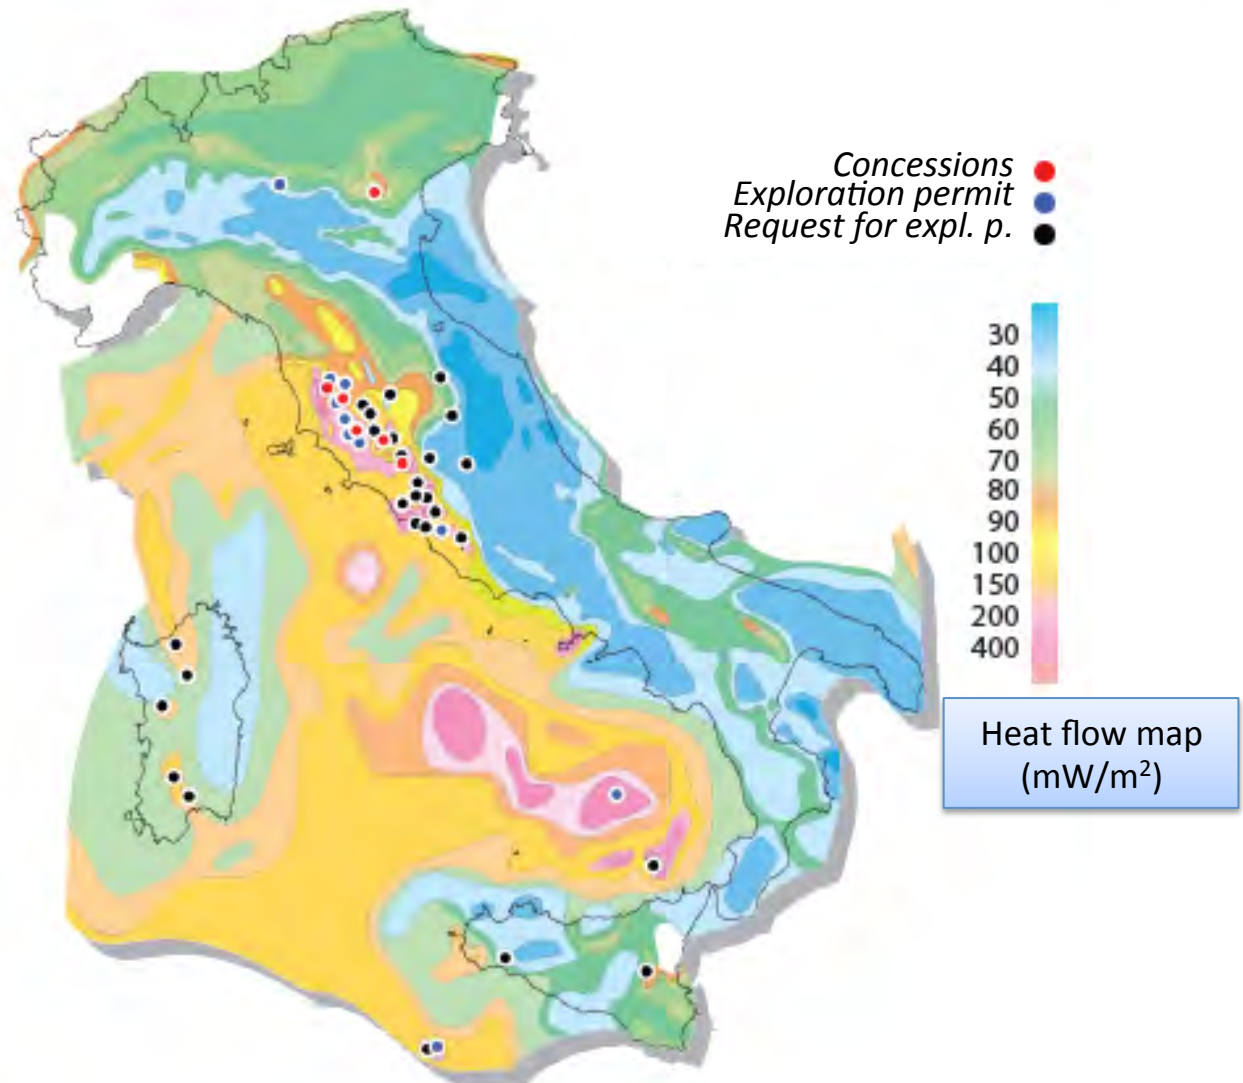 Concessions
Exploration permit
Request for expl. p.
30
40
50
60
70
80
90
100
150
200
400
Heat flow map
(mW/m²)